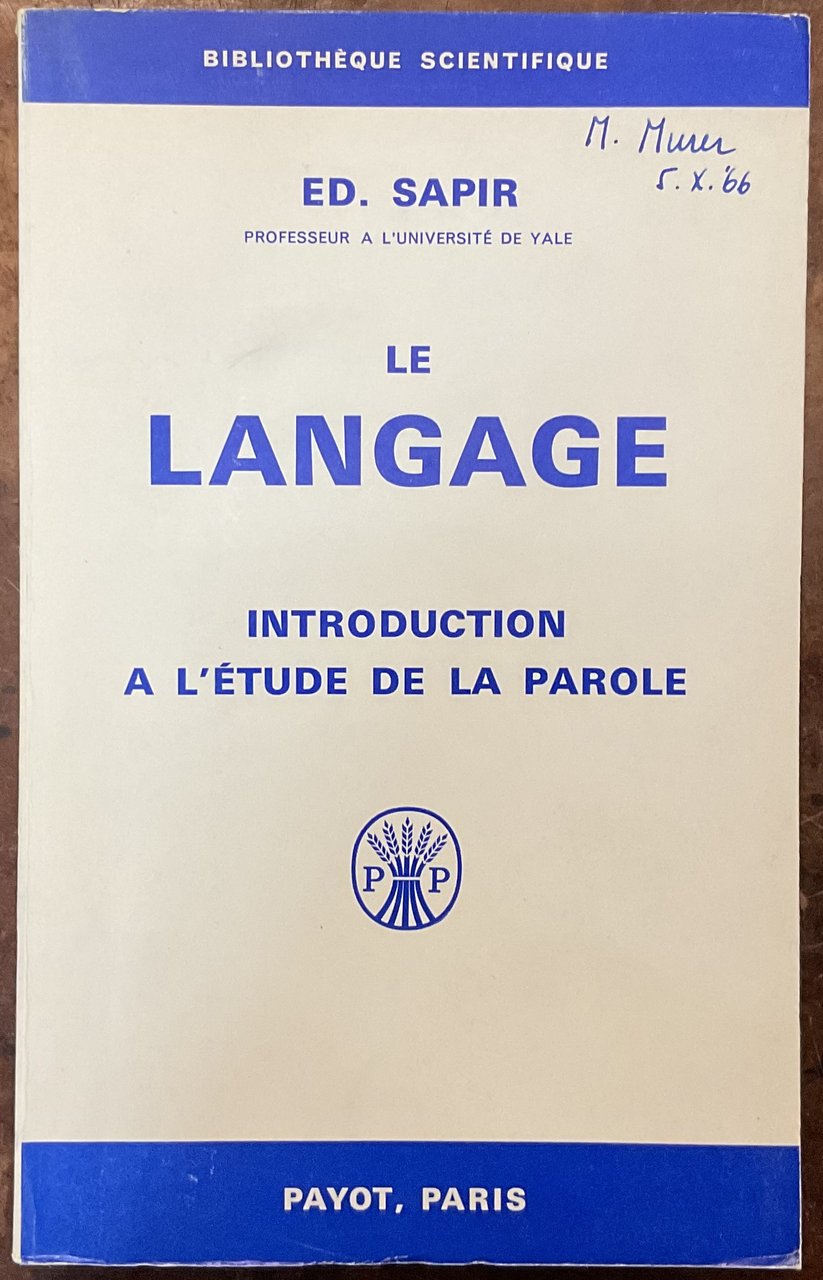 BIBLIOTHÈQUE SCIENTIFIQUE
M. Murer
5. X. '66
ED. SAPIR
PROFESSEUR A L'UNIVERSITÉ DE YALE
LE
LANGAGE
INTRODUCTION
A L'ÉTUDE DE LA PAROLE
P P
PAYOT, PARIS